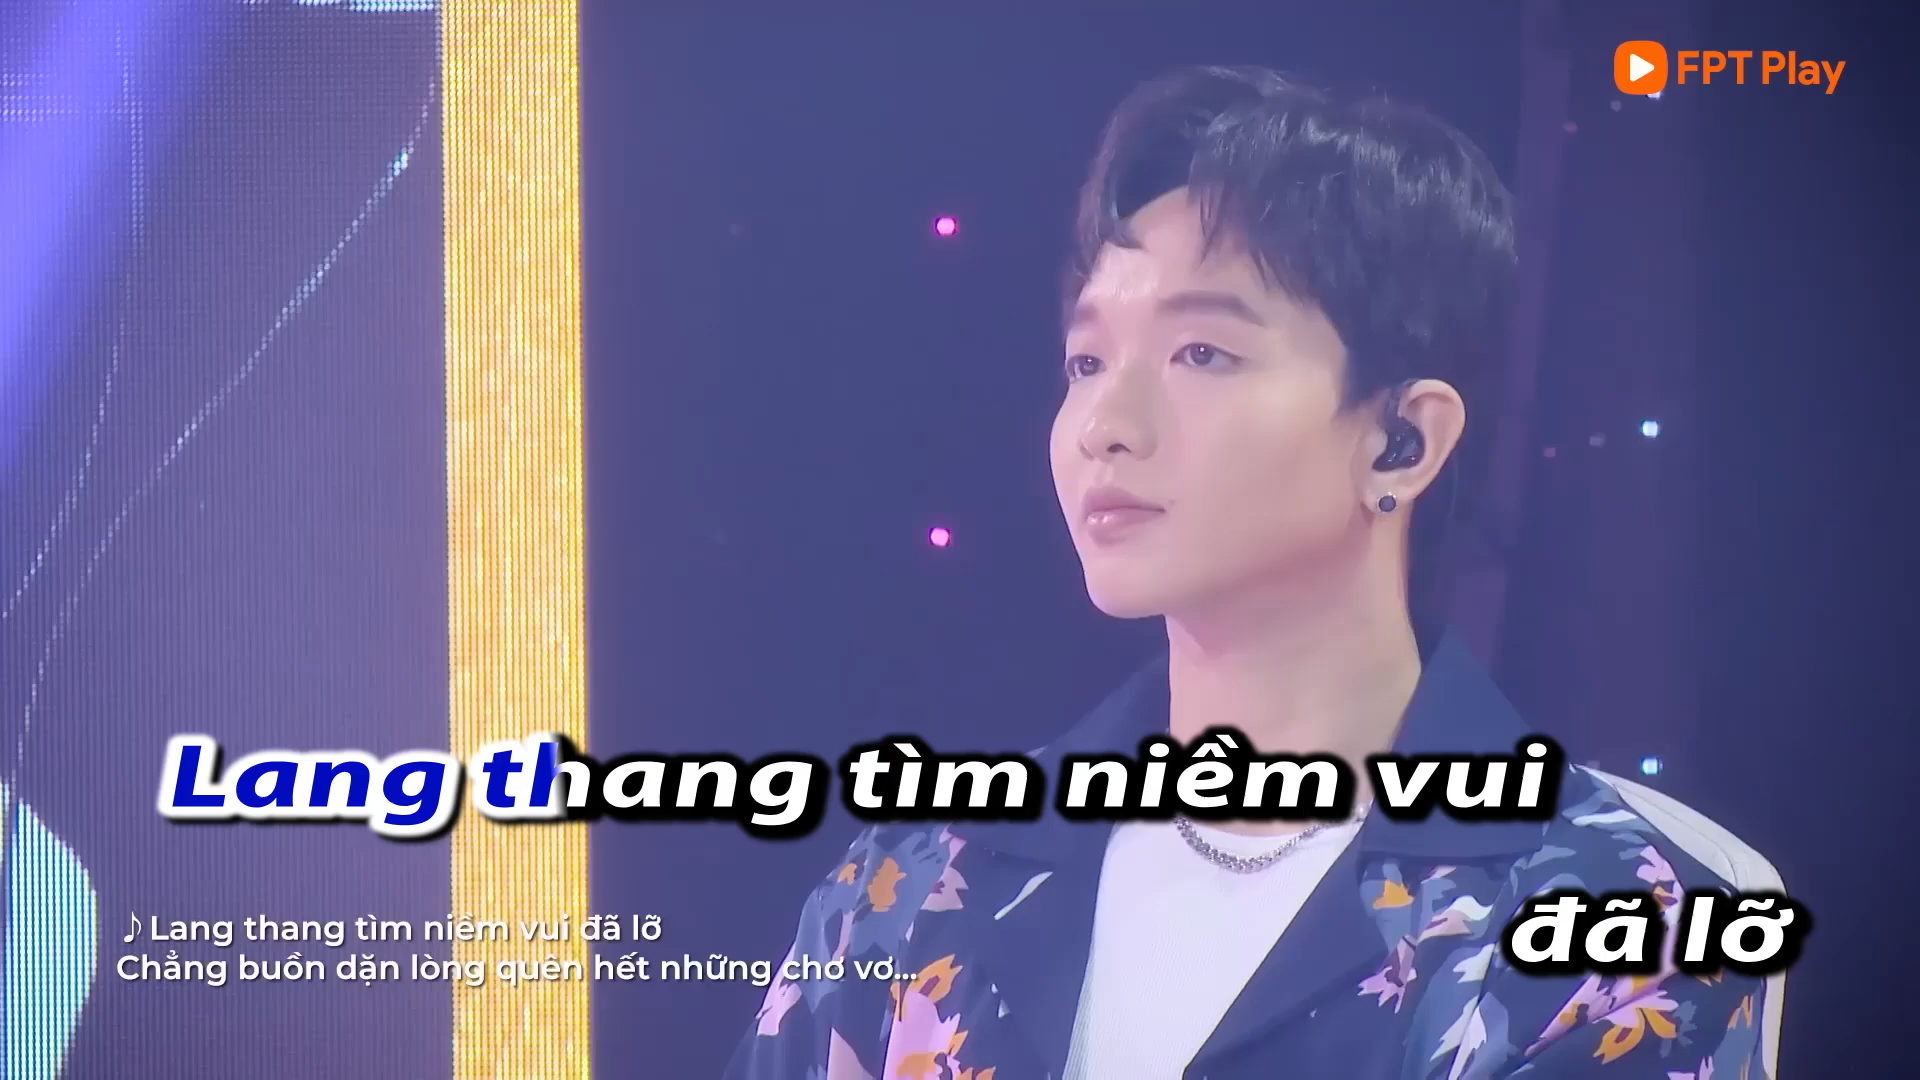 FPT Play
Lang thang tìm niềm vui
đã lỡ
♪Lang thang tìm niềm vui đã lỡ
Chẳng buồn dặn lòng quên hết những chơ vơ...